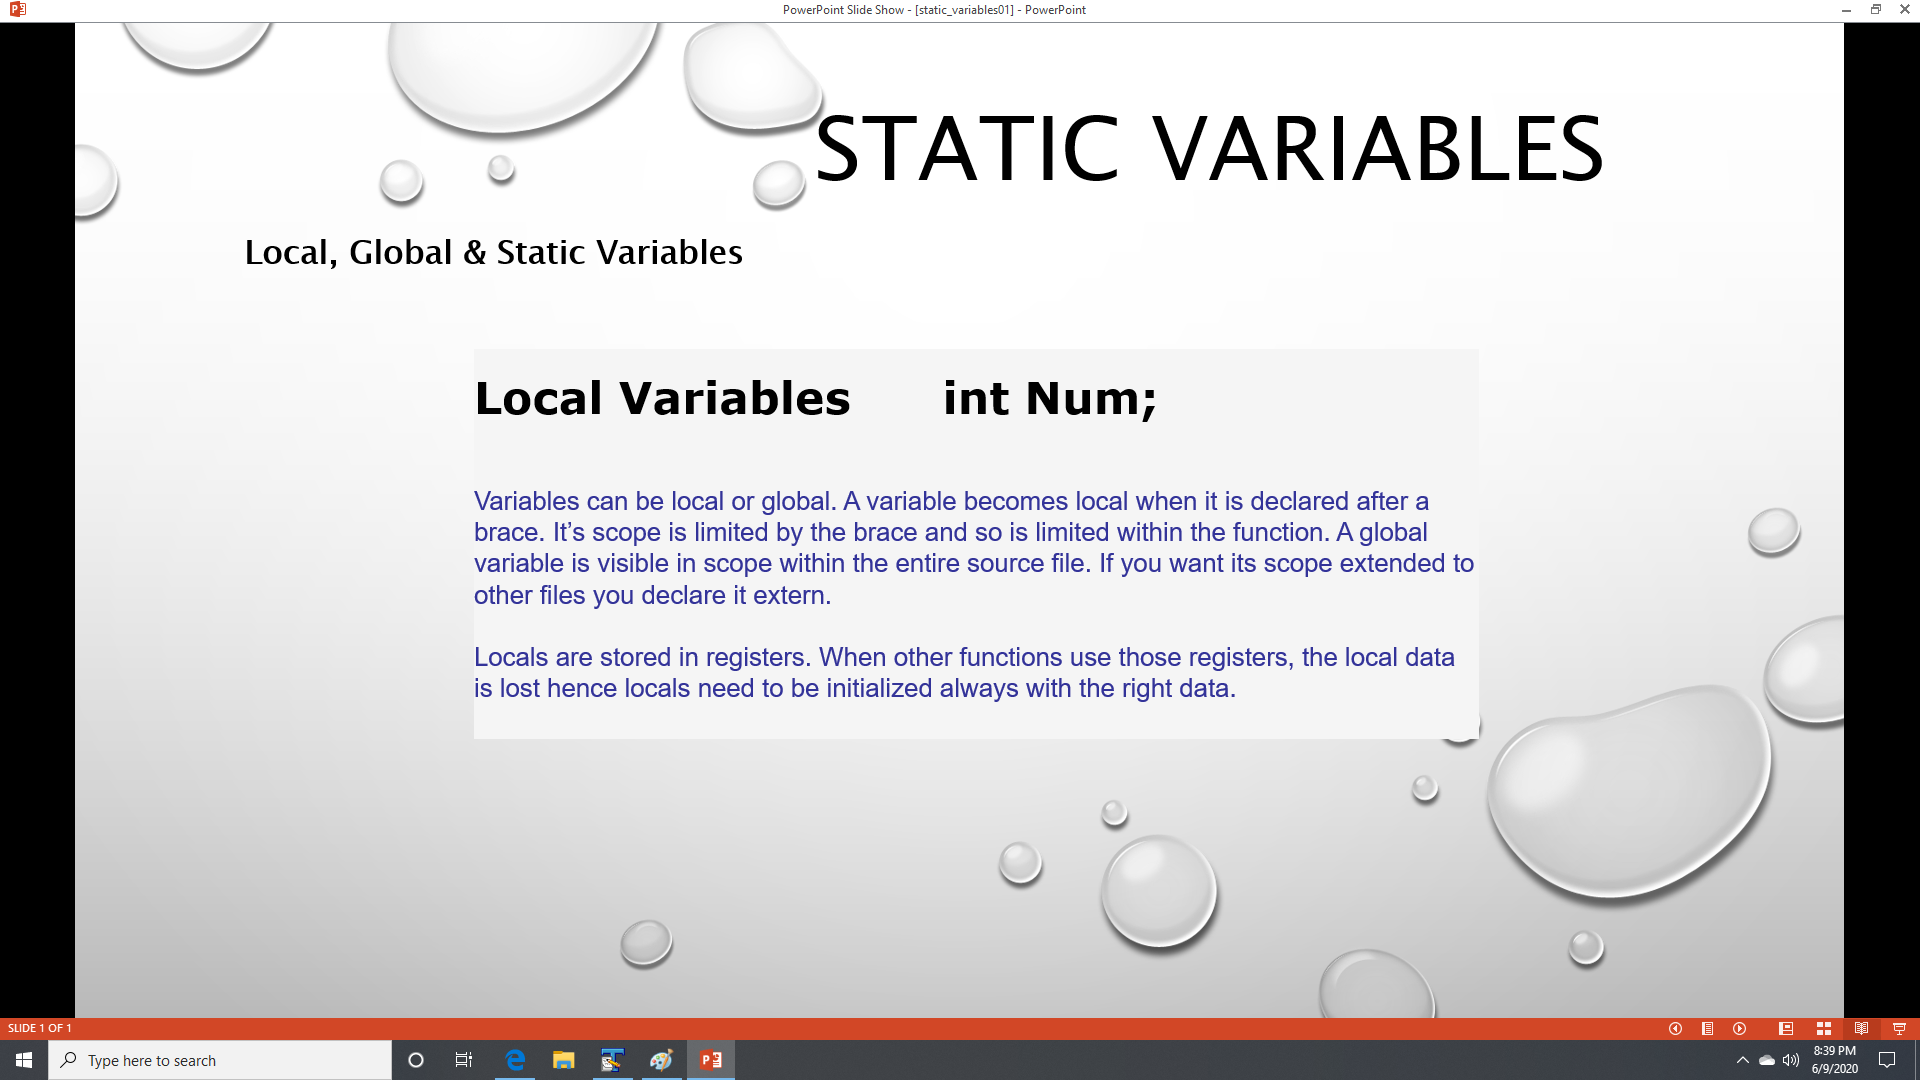 PowerPoint Slide Show - [static_variables01] - PowerPoint
STATIC VARIABLES
Local, Global & Static Variables
Local Variables int Num;
Variables can be local or global. A variable becomes local when it is declared after a
brace. It’s scope is limited by the brace and so is limited within the function. A global
variable is visible in scope within the entire source file. If you want its scope extended to
other files you declare it extern.
Locals are stored in registers. When other functions use those registers, the local data
is lost hence locals need to be initialized always with the right data.
SLIDE 1 OF 1
Type here to search
8:39 PM
6/9/2020